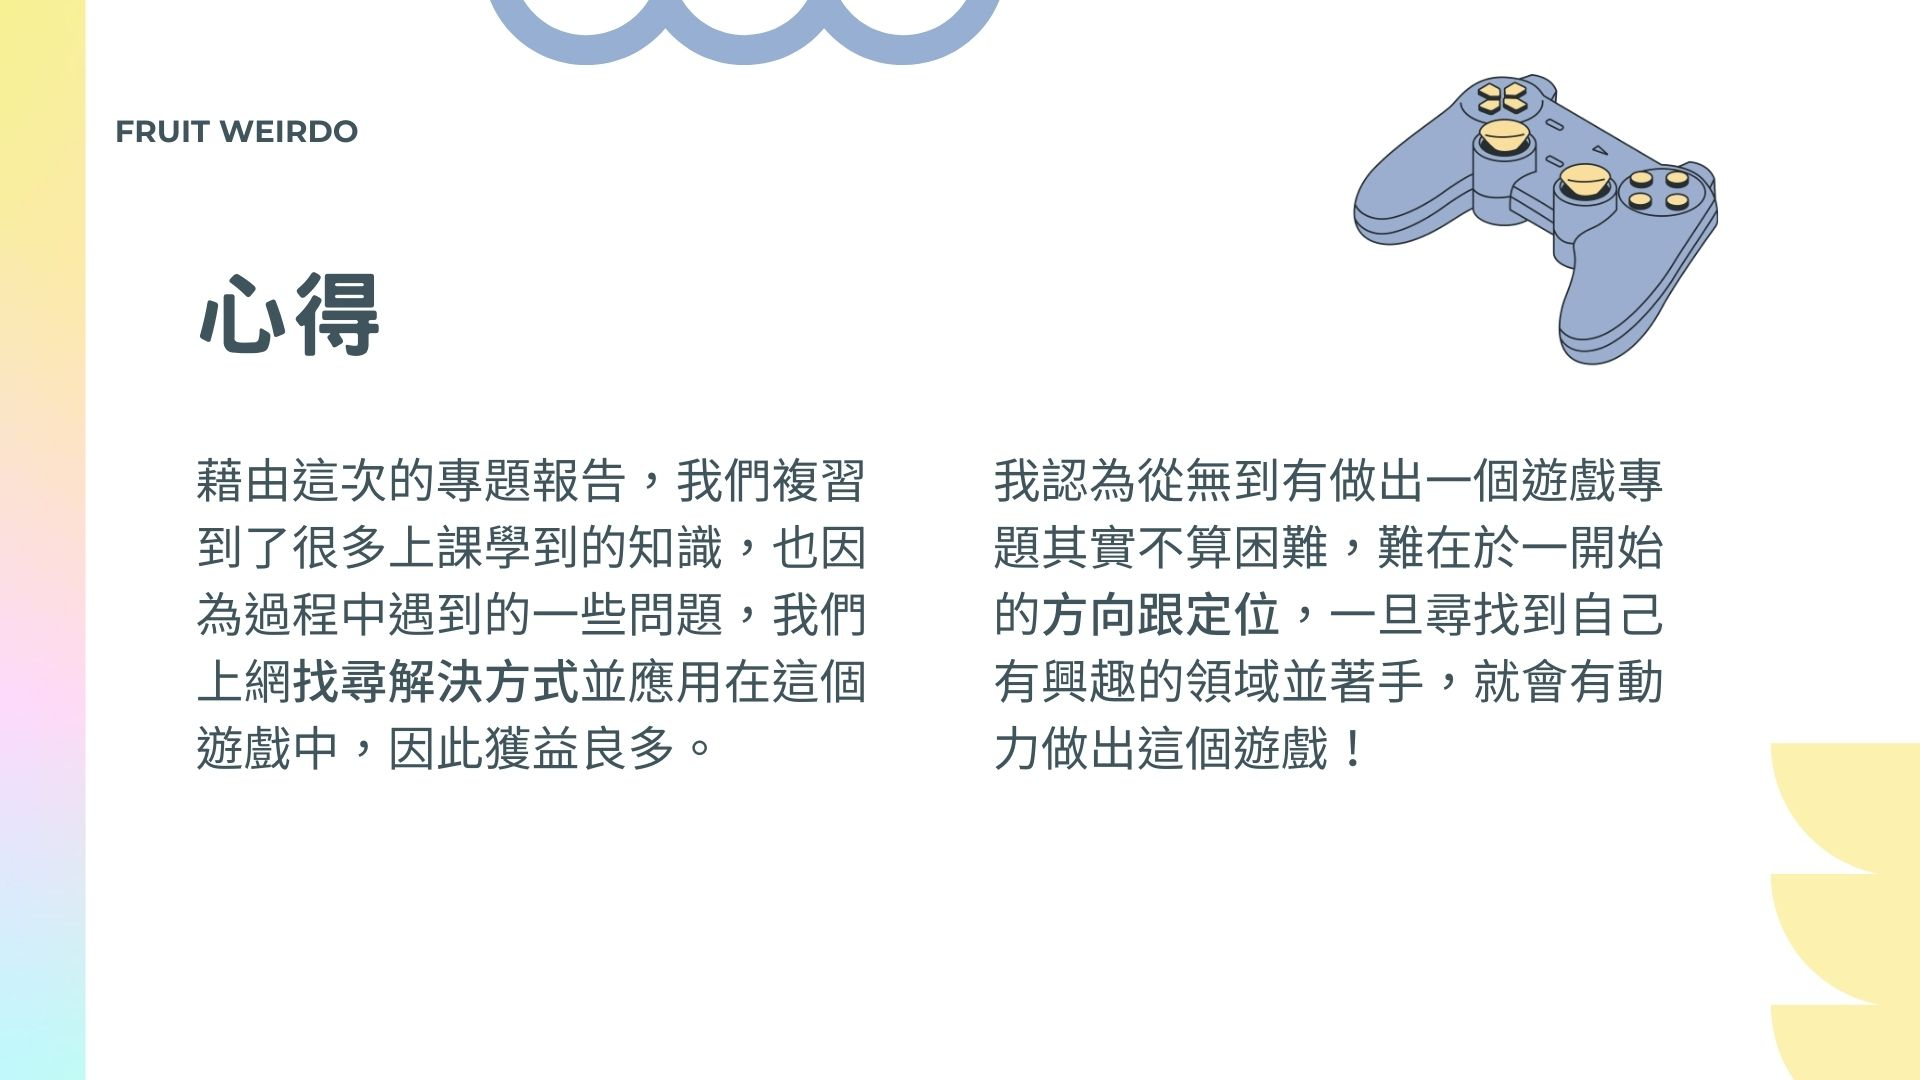 FRUIT WEIRDO
心得
藉由這次的專題報告，我們複習
到了很多上課學到的知識，也因
為過程中遇到的一些問題，我們
上網找尋解決方式並應用在這個
遊戲中，因此獲益良多。
我認為從無到有做出一個遊戲專
題其實不算困難，難在於一開始
的方向跟定位，一旦尋找到自己
有興趣的領域並著手，就會有動
力做出這個遊戲！